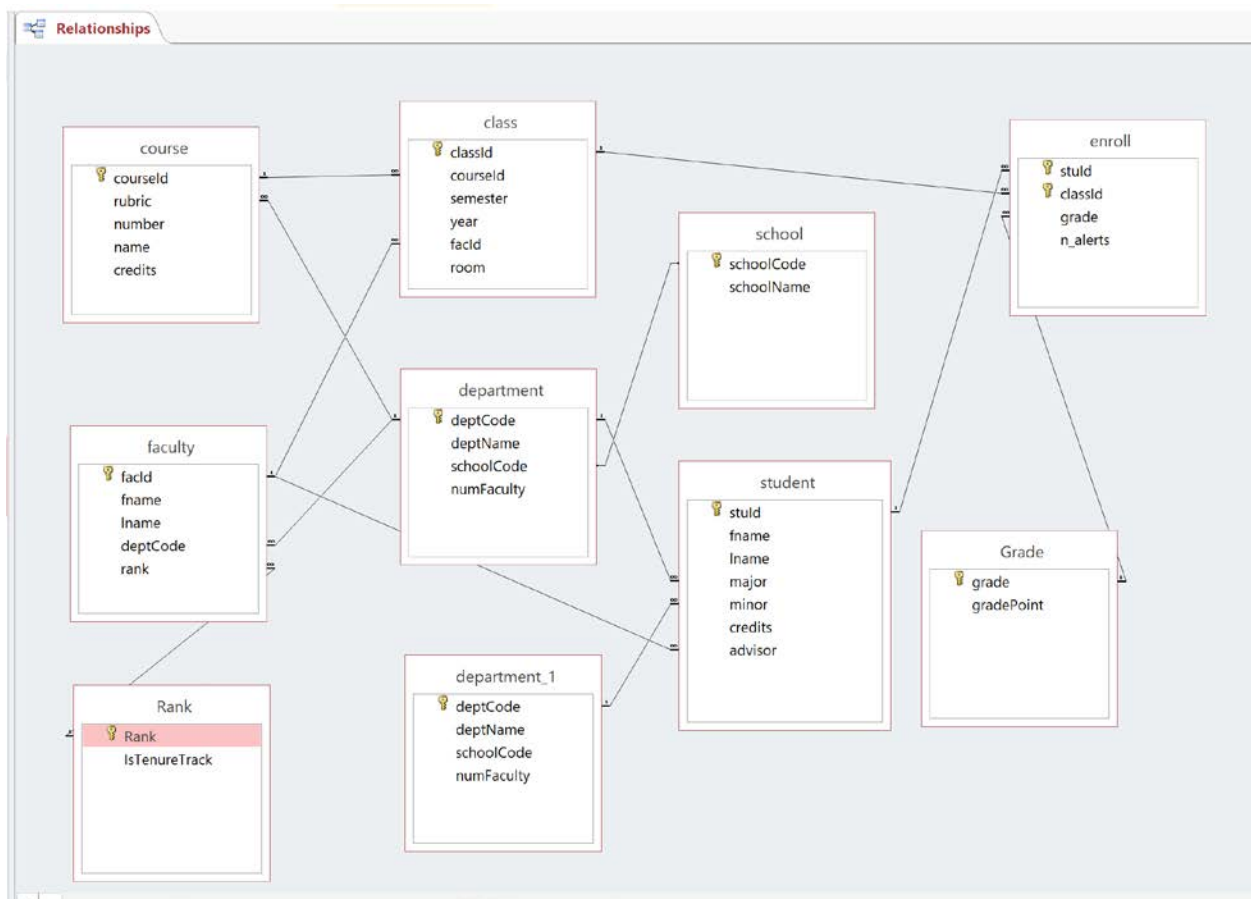 Relationships
course
courseId
rubric
number
name
credits
class
classId
courseId
semester
year
facId
room
enroll
stuId
classId
grade
n_alerts
school
schoolCode
schoolName
department
deptCode
deptName
schoolCode
numFaculty
faculty
facId
fname
lname
deptCode
rank
student
stuId
fname
lname
major
minor
credits
advisor
Grade
grade
gradePoint
department_1
deptCode
deptName
schoolCode
numFaculty
Rank
Rank
IsTenureTrack